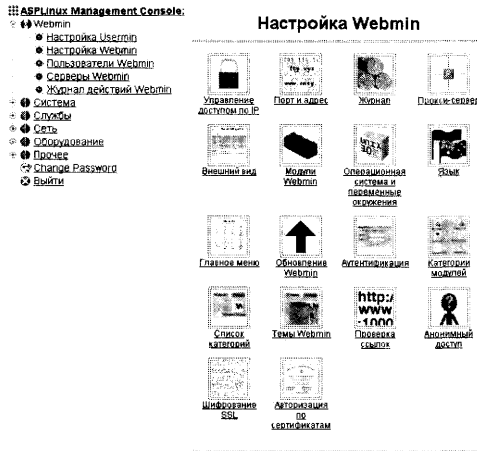 ASPLinux Management Console:
Webmin
Настройка Usermin
Настройка Webmin
Пользователи Webmin
Серверы Webmin
Журнал действий Webmin
Система
Службы
Сеть
Оборудование
Прочее
Change Password
Выйти
Настройка Webmin
Управление
доступом по IP
Порт и адрес
Журнал
Прокси-сервер
Внешний вид
Модули
Webmin
Операционная
система и
переменные
окружения
Язык
Главное меню
Обновление
Webmin
Аутентификация
Категории
модулей
Список
категорий
Темы Webmin
http:/
www
:1000
Проверка
ссылок
Анонимный
доступ
Шифрование
SSL
Авторизация
по
сертификатам